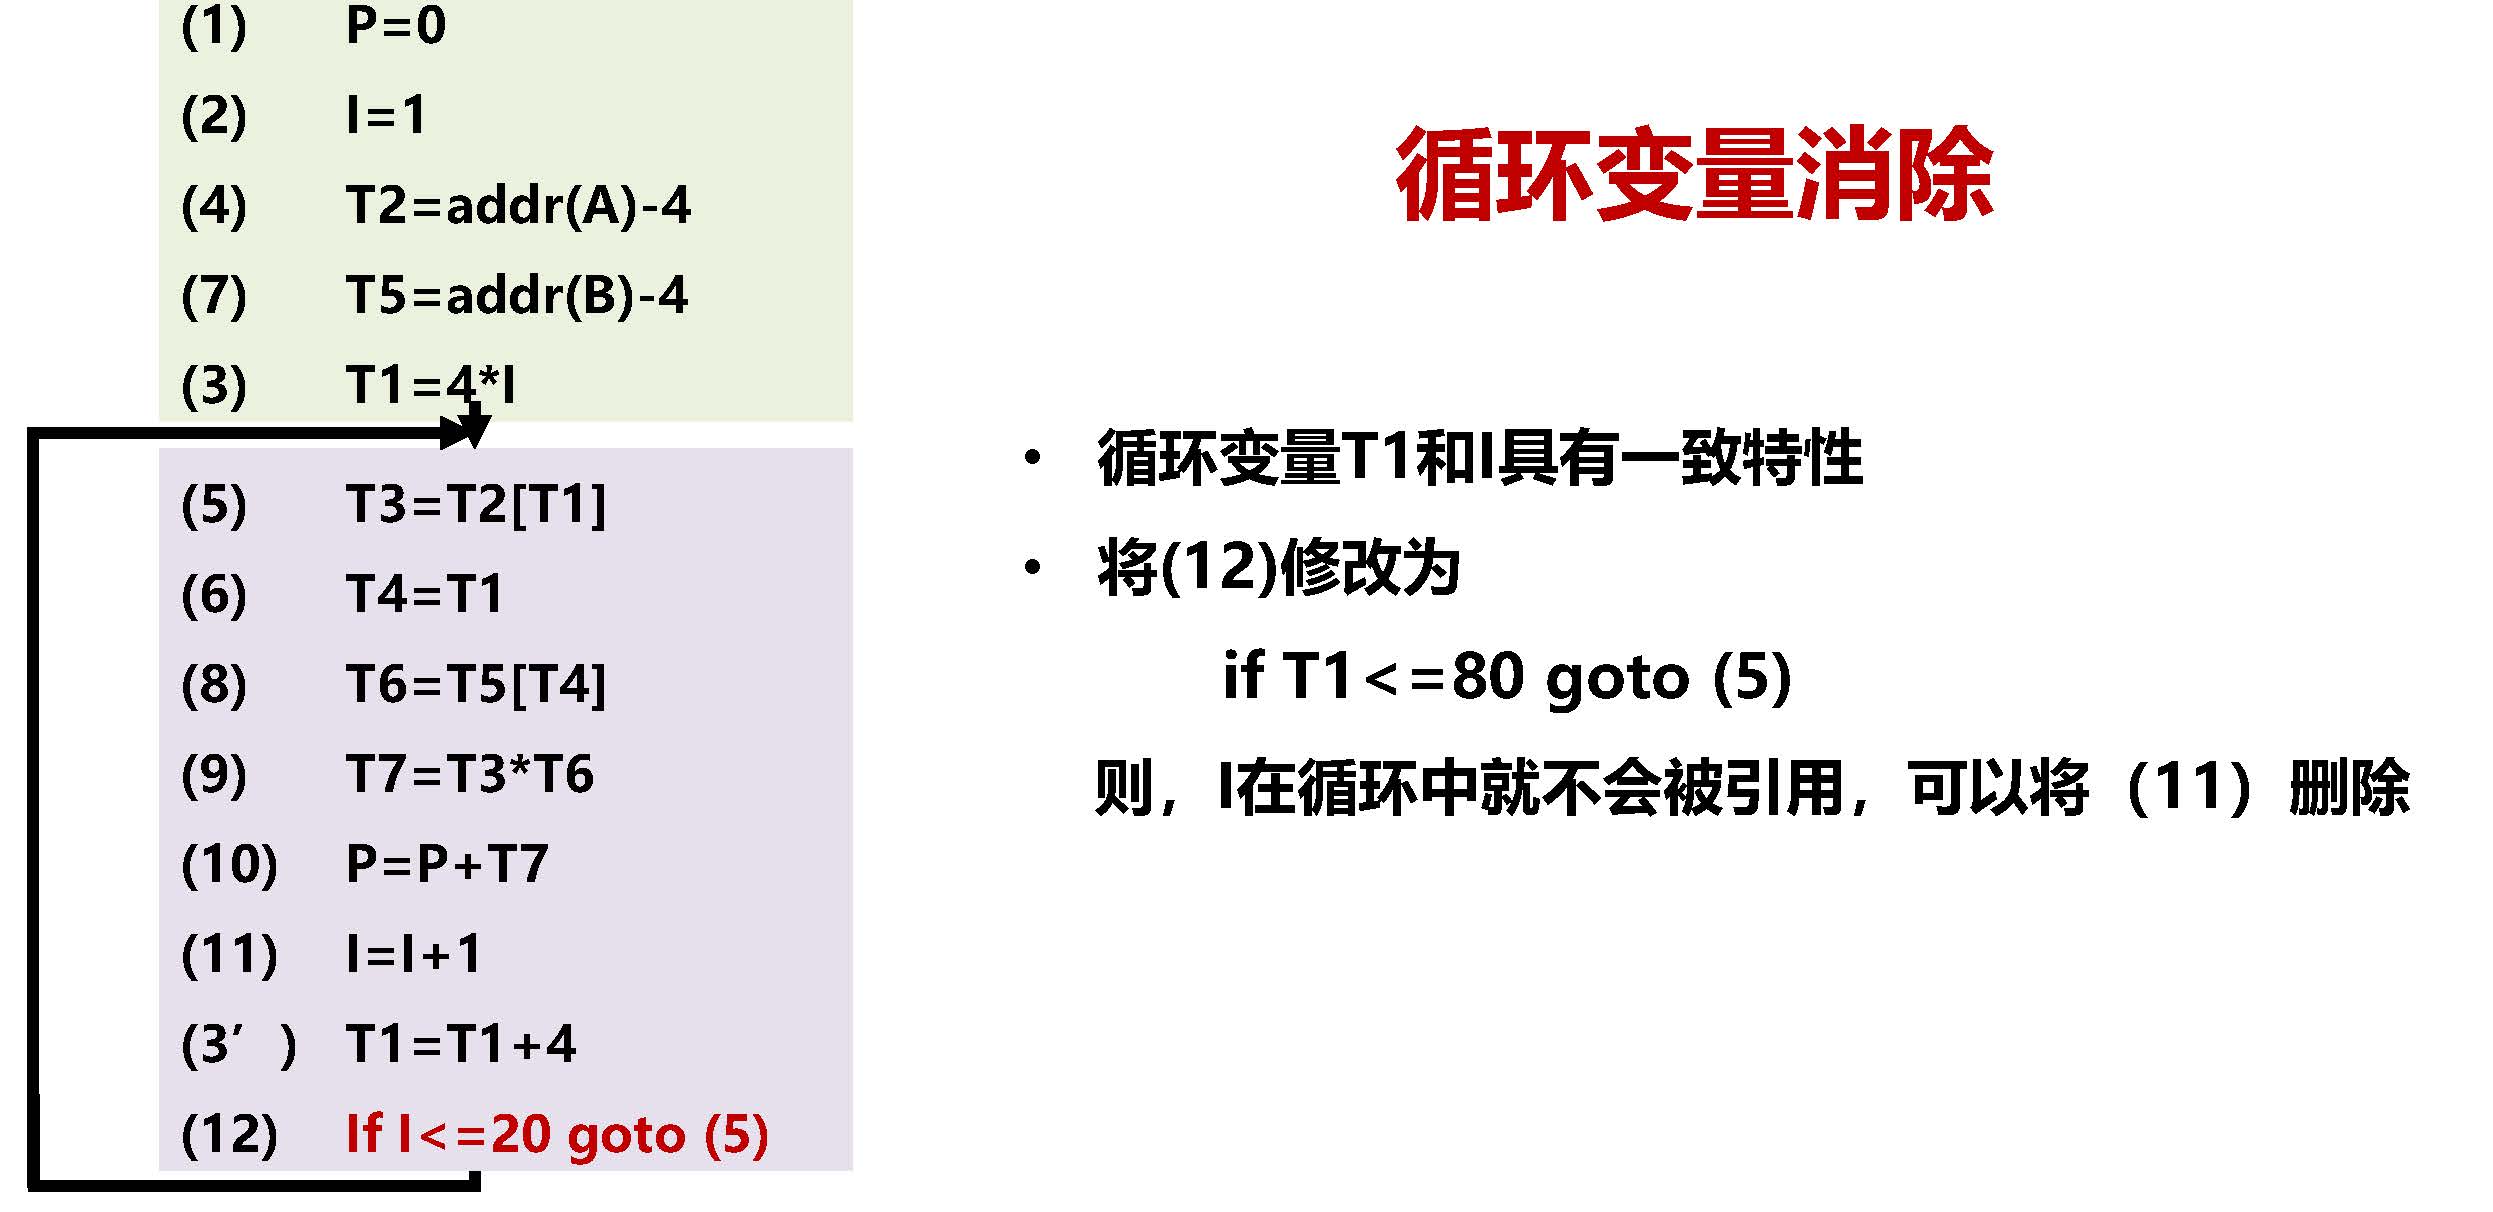 (1) P=0
(2) I=1
(4) T2=addr(A)-4
(7) T5=addr(B)-4
(3) T1=4*I
(5) T3=T2[T1]
(6) T4=T1
(8) T6=T5[T4]
(9) T7=T3*T6
(10) P=P+T7
(11) I=I+1
(3′) T1=T1+4
(12) If I<=20 goto (5)
循环变量消除
• 循环变量T1和I具有一致特性
• 将(12)修改为
if T1<=80 goto (5)
则，I在循环中就不会被引用，可以将（11）删除